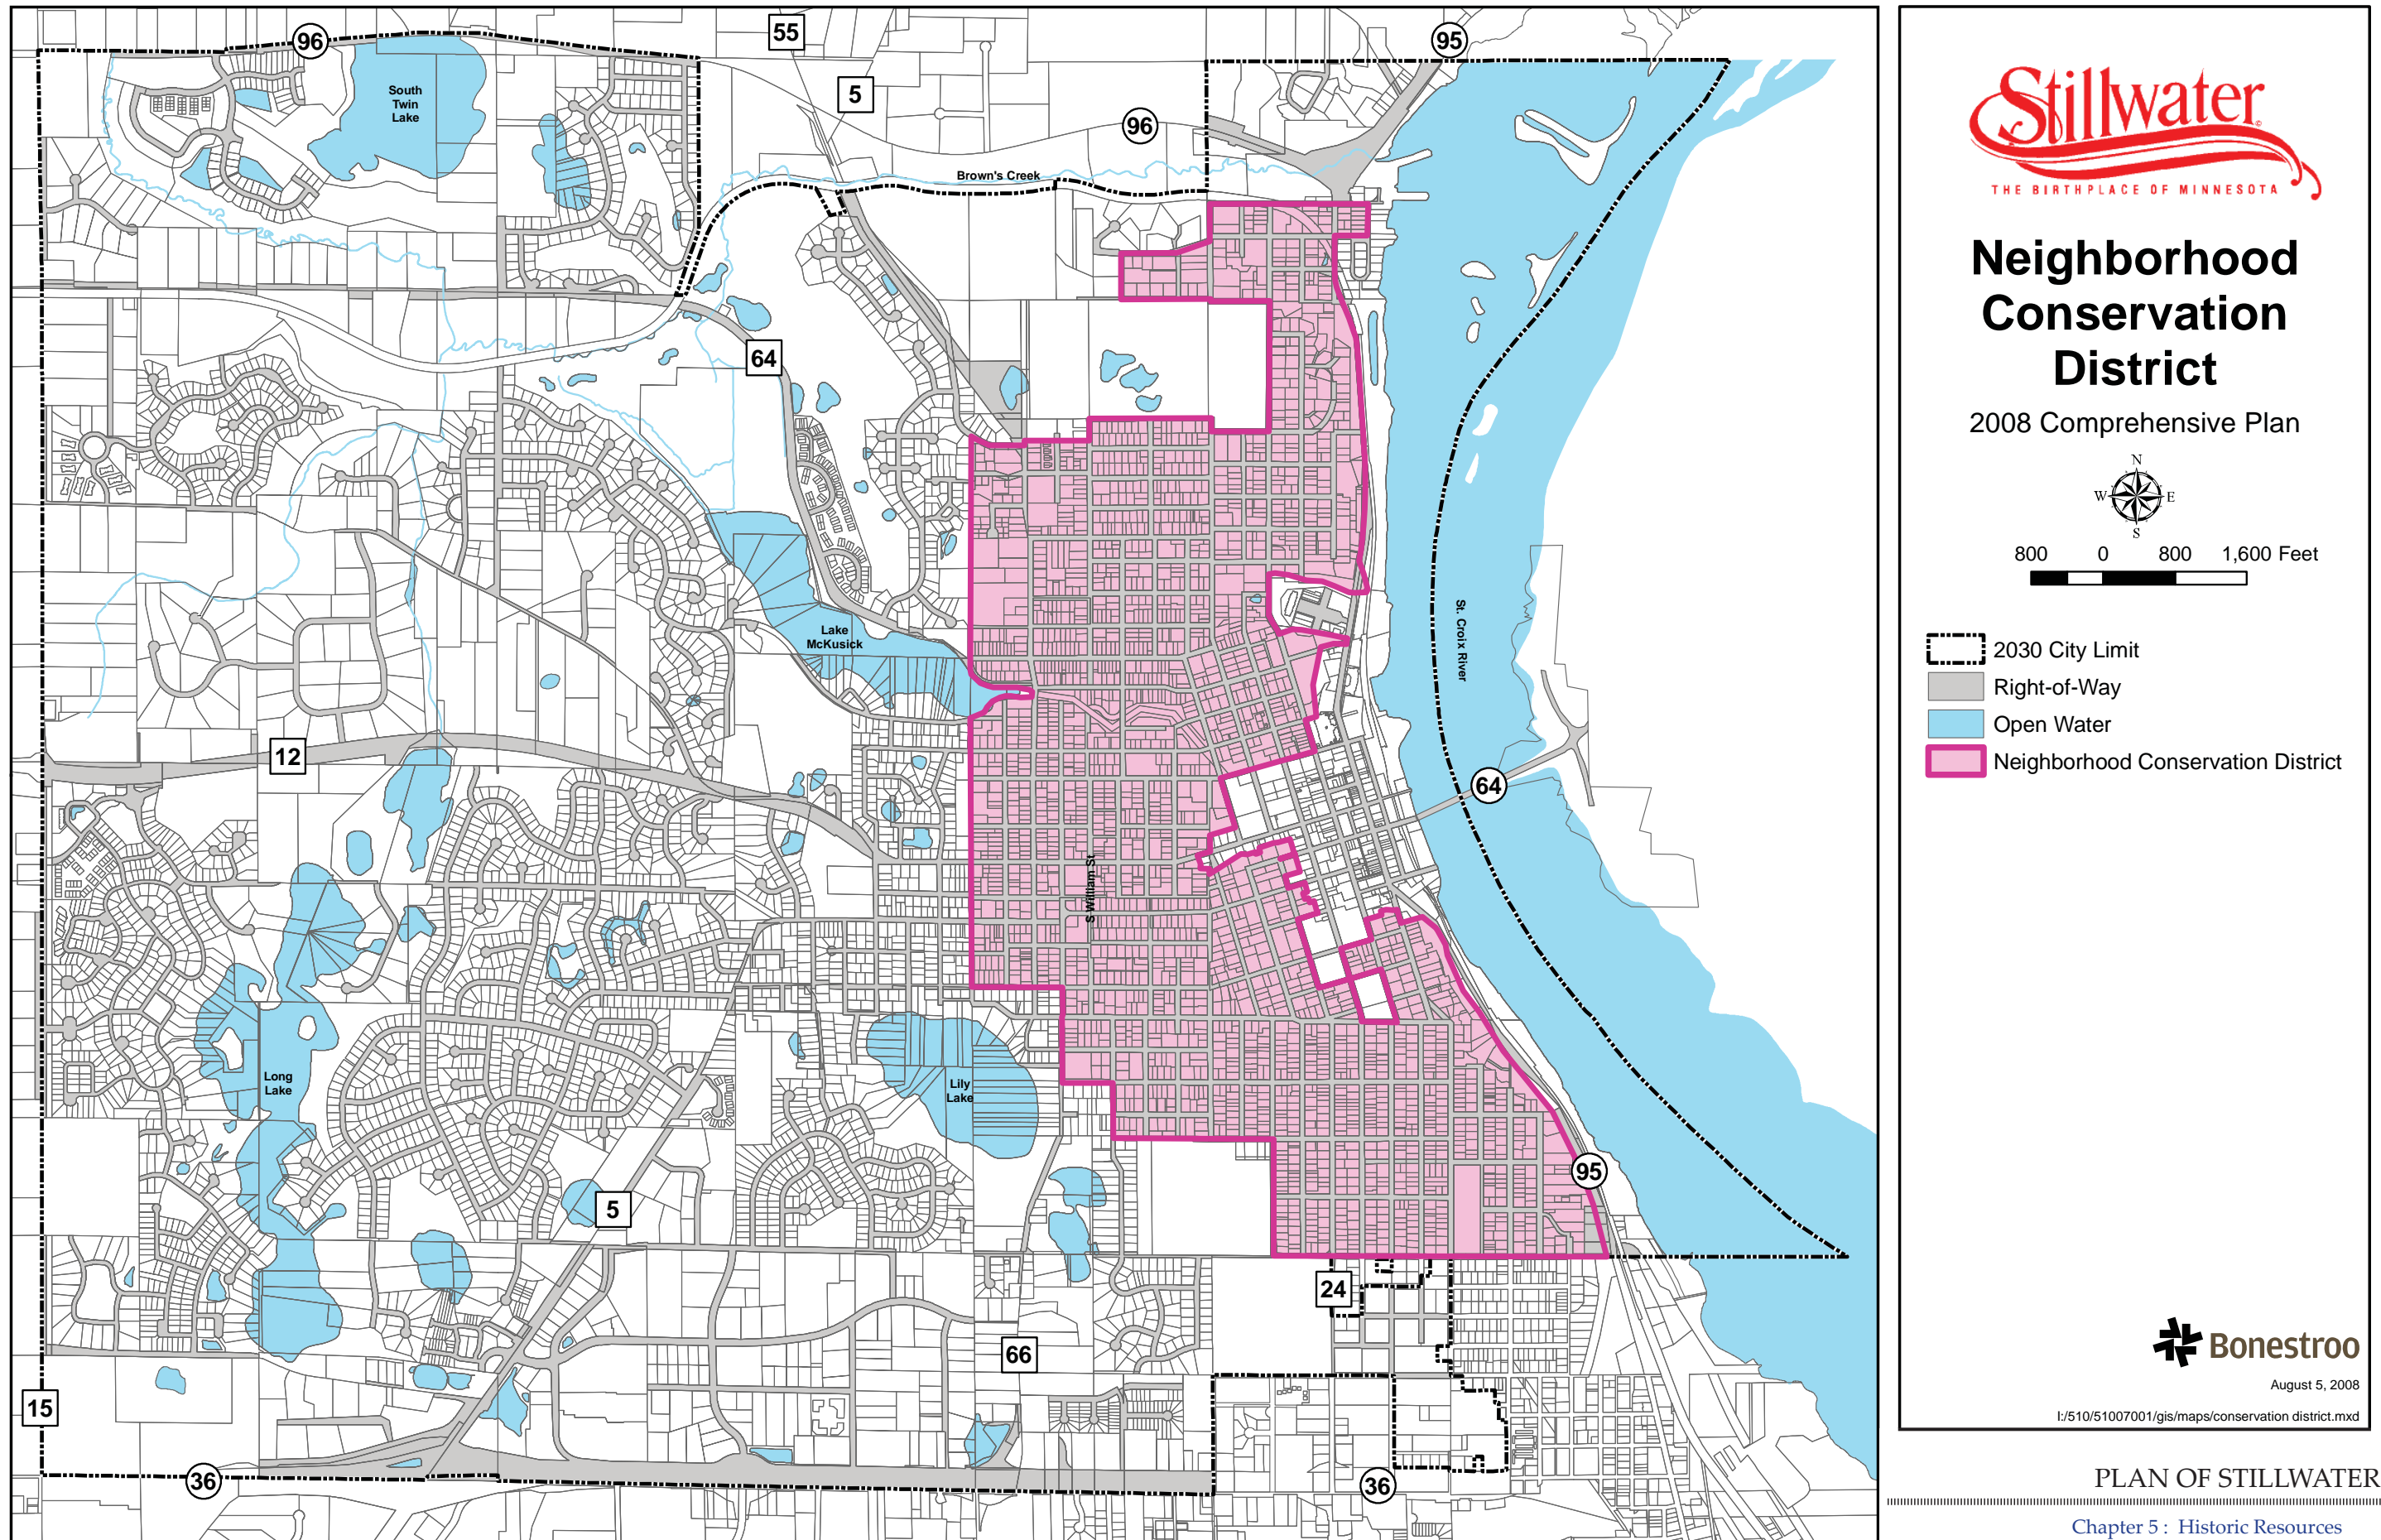 96
55
95
5
96
South
Twin
Lake
Brown's Creek
64
Lake
McKusick
St. Croix River
12
64
S William St
Long
Lake
Lily
Lake
95
5
24
66
15
36
36
Stillwater
THE BIRTHPLACE OF MINNESOTA
Neighborhood
Conservation
District
2008 Comprehensive Plan
N
W E
S
800 0 800 1,600 Feet
2030 City Limit
Right-of-Way
Open Water
Neighborhood Conservation District
Bonestroo
August 5, 2008
I:/510/51007001/gis/maps/conservation district.mxd
PLAN OF STILLWATER
Chapter 5 : Historic Resources